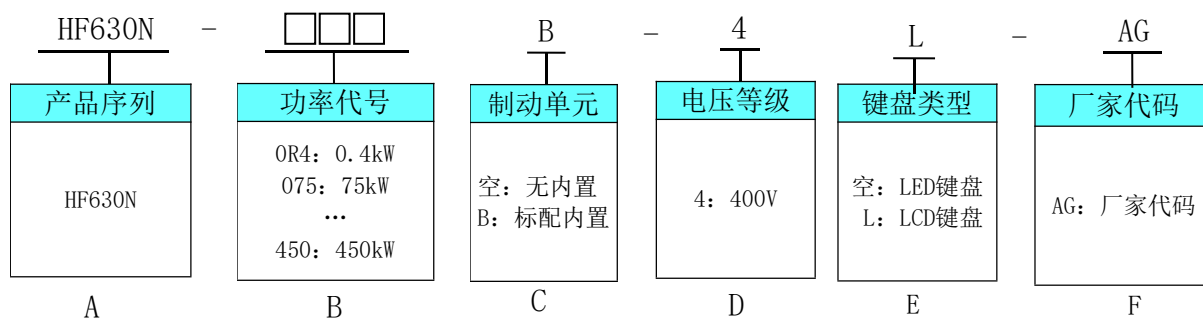 HF630N - □□□ B - 4 L - AG
产品序列
HF630N
A
功率代号
0R4: 0.4kW
075: 75kW
…
450: 450kW
B
制动单元
空: 无内置
B: 标配内置
C
电压等级
4: 400V
D
键盘类型
空: LED键盘
L: LCD键盘
E
厂家代码
AG: 厂家代码
F